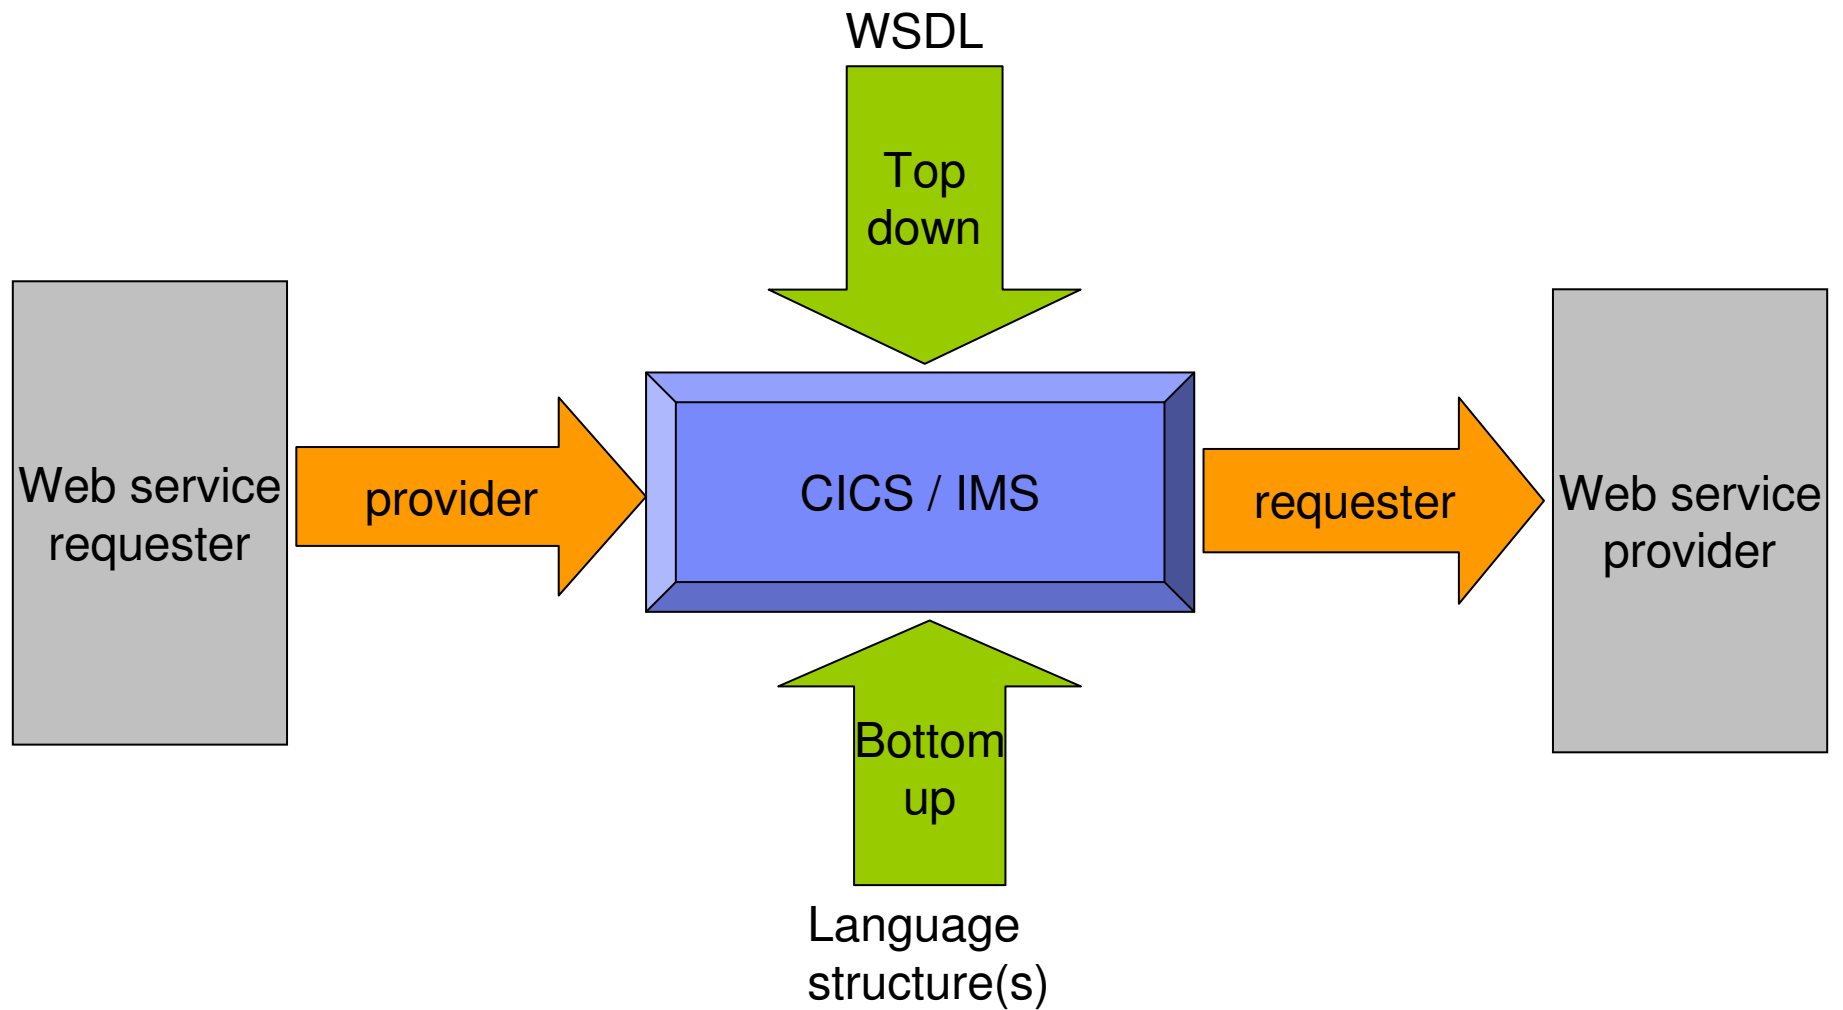 WSDL
Top
down
Web service
requester
provider
CICS / IMS
requester
Web service
provider
Bottom
up
Language
structure(s)